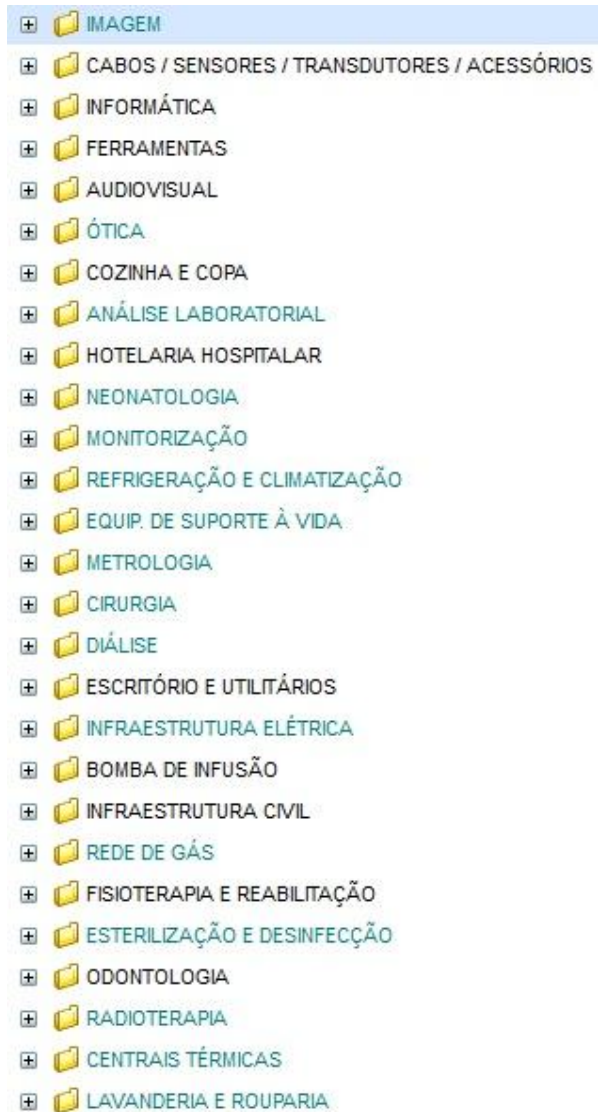 IMAGEM
CABOS / SENSORES / TRANSDUTORES / ACESSÓRIOS
INFORMÁTICA
FERRAMENTAS
AUDIOVISUAL
ÓTICA
COZINHA E COPA
ANÁLISE LABORATORIAL
HOTELARIA HOSPITALAR
NEONATOLOGIA
MONITORIZAÇÃO
REFRIGERAÇÃO E CLIMATIZAÇÃO
EQUIP. DE SUPORTE À VIDA
METROLOGIA
CIRURGIA
DIÁLISE
ESCRITÓRIO E UTILITÁRIOS
INFRAESTRUTURA ELÉTRICA
BOMBA DE INFUSÃO
INFRAESTRUTURA CIVIL
REDE DE GÁS
FISIOTERAPIA E REABILITAÇÃO
ESTERILIZAÇÃO E DESINFECÇÃO
ODONTOLOGIA
RADIOTERAPIA
CENTRAIS TÉRMICAS
LAVANDERIA E ROUPARIA